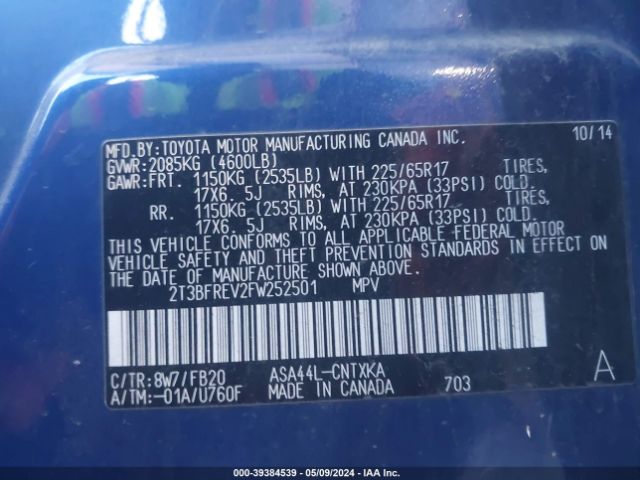 MFD.BY:TOYOTA MOTOR MANUFACTURING CANADA INC. 10/14
GVWR:2085KG (4600LB)
GAWR:FRT. 1150KG (2535LB) WITH 225/65R17 TIRES,
17X6. 5J RIMS, AT 230KPA (33PSI) COLD.
RR. 1150KG (2535LB) WITH 225/65R17 TIRES,
17X6. 5J RIMS, AT 230KPA (33PSI) COLD.
THIS VEHICLE CONFORMS TO ALL APPLICABLE FEDERAL MOTOR
VEHICLE SAFETY AND THEFT PREVENTION STANDARDS IN EFFECT ON
THE DATE OF MANUFACTURE SHOWN ABOVE.
2T3BFREV2FW252501 MPV
C/TR:8W7/FB20 ASA44L-CNTXKA A
A/TM:-01A/U760F MADE IN CANADA 703
000-39384539 - 05/09/2024 - IAAI.COM